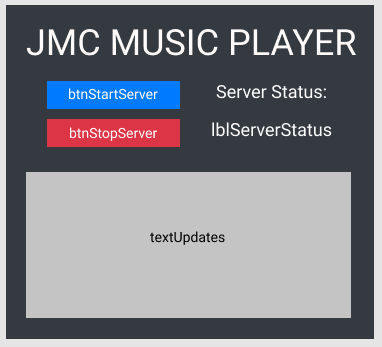 JMC MUSIC PLAYER
btnStartServer
Server Status:
btnStopServer
lblServerStatus
textUpdates